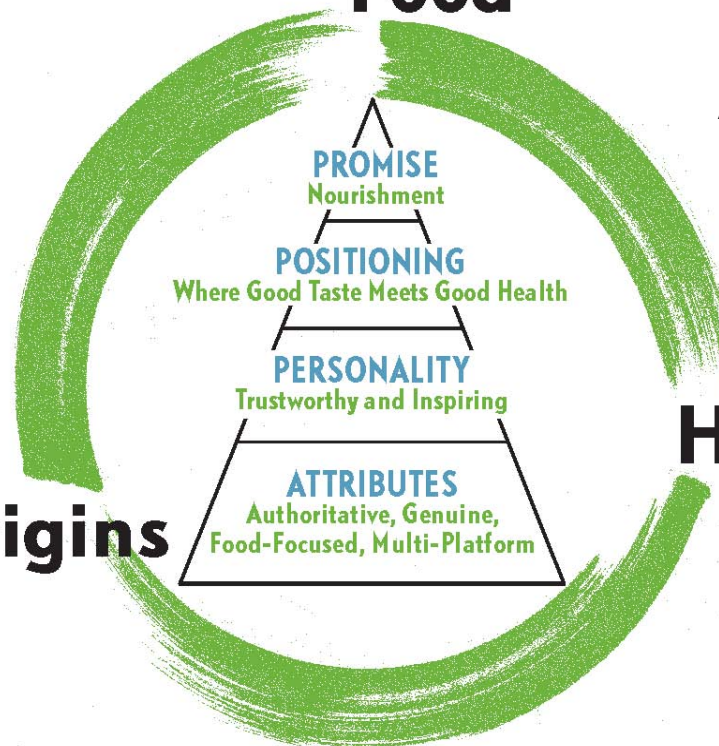 Food
PROMISE
Nourishment
POSITIONING
Where Good Taste Meets Good Health
PERSONALITY
Trustworthy and Inspiring
H
igins
ATTRIBUTES
Authoritative, Genuine,
Food-Focused, Multi-Platform